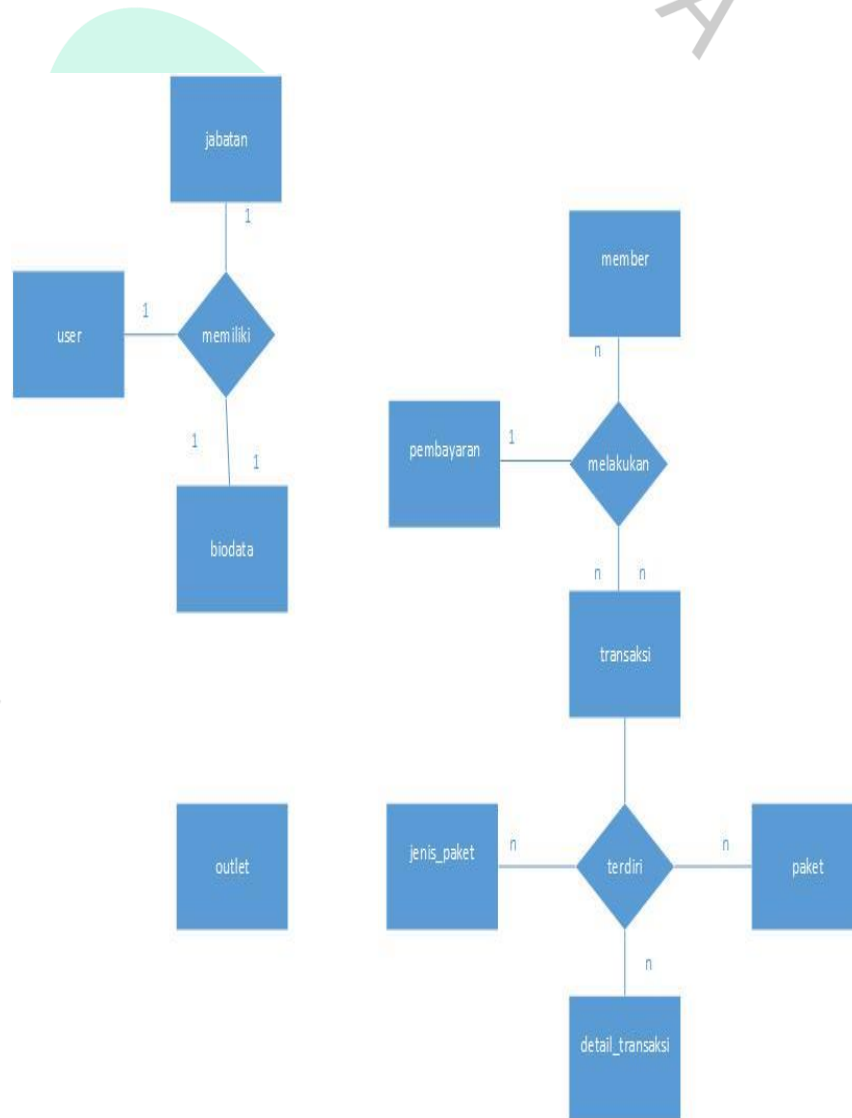 A
jabatan
1
user
1
memiliki
1
1
biodata
member
n
pembayaran
1
melakukan
n
n
transaksi
outlet
jenis_paket
n
terdiri
n
paket
n
detail_transaksi